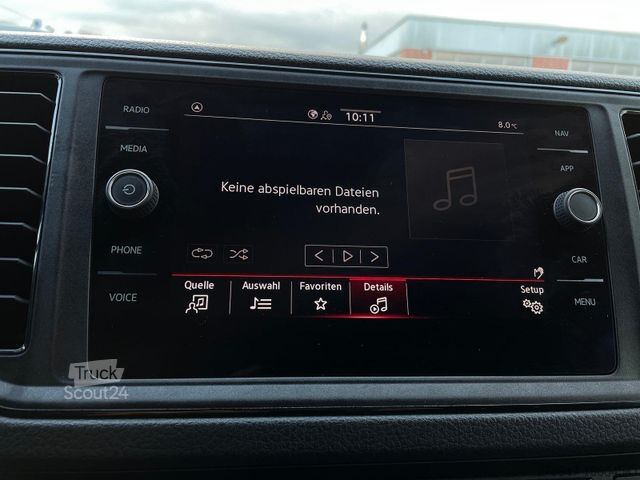 RADIO
MEDIA
PHONE
VOICE
10:11
8.0°C
Keine abspielbaren Dateien
vorhanden.
Quelle
Auswahl
Favoriten
Details
Setup
NAV
APP
CAR
MENU
Truck
Scout24